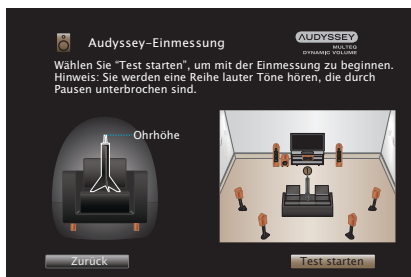 Audyssey-Einmessung
AUDYSSEY
MULTEQ
DYNAMIC VOLUME
Wählen Sie "Test starten", um mit der Einmessung zu beginnen.
Hinweis: Sie werden eine Reihe lauter Töne hören, die durch
Pausen unterbrochen sind.
Ohrhöhe
Zurück
Test starten